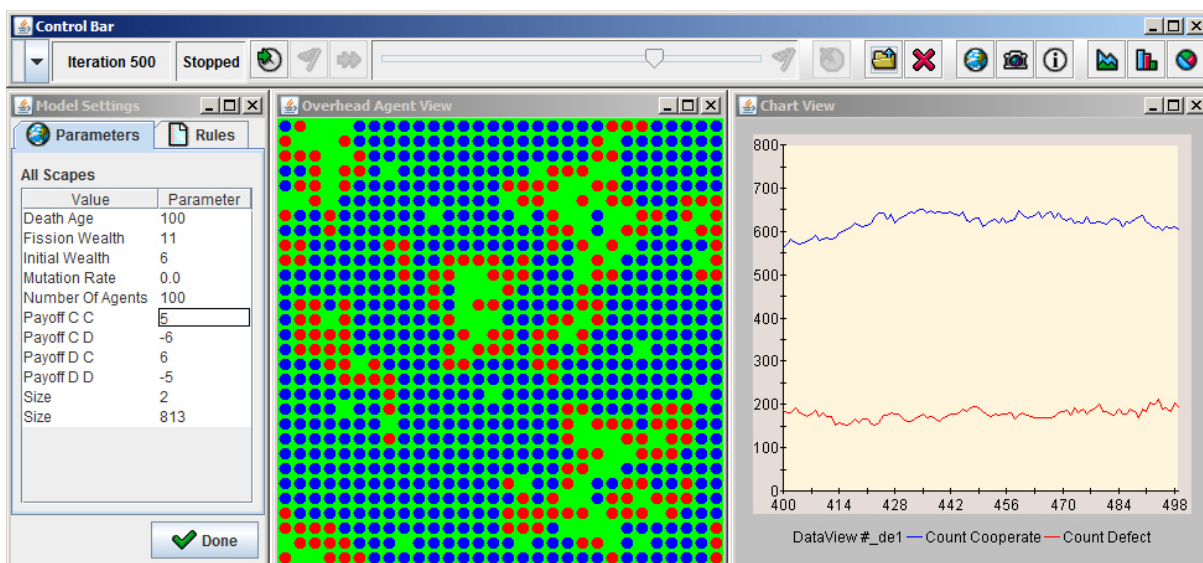 Control Bar
Iteration 500 Stopped
Model Settings
Parameters Rules
All Scapes
Value Parameter
Death Age 100
Fission Wealth 11
Initial Wealth 6
Mutation Rate 0.0
Number Of Agents 100
Payoff C C 5
Payoff C D -6
Payoff D C 6
Payoff D D -5
Size 2
Size 813
Done
Overhead Agent View
Chart View
800
700
600
500
400
300
200
100
0
400 414 428 442 456 470 484 498
DataView #_de1 Count Cooperate Count Defect